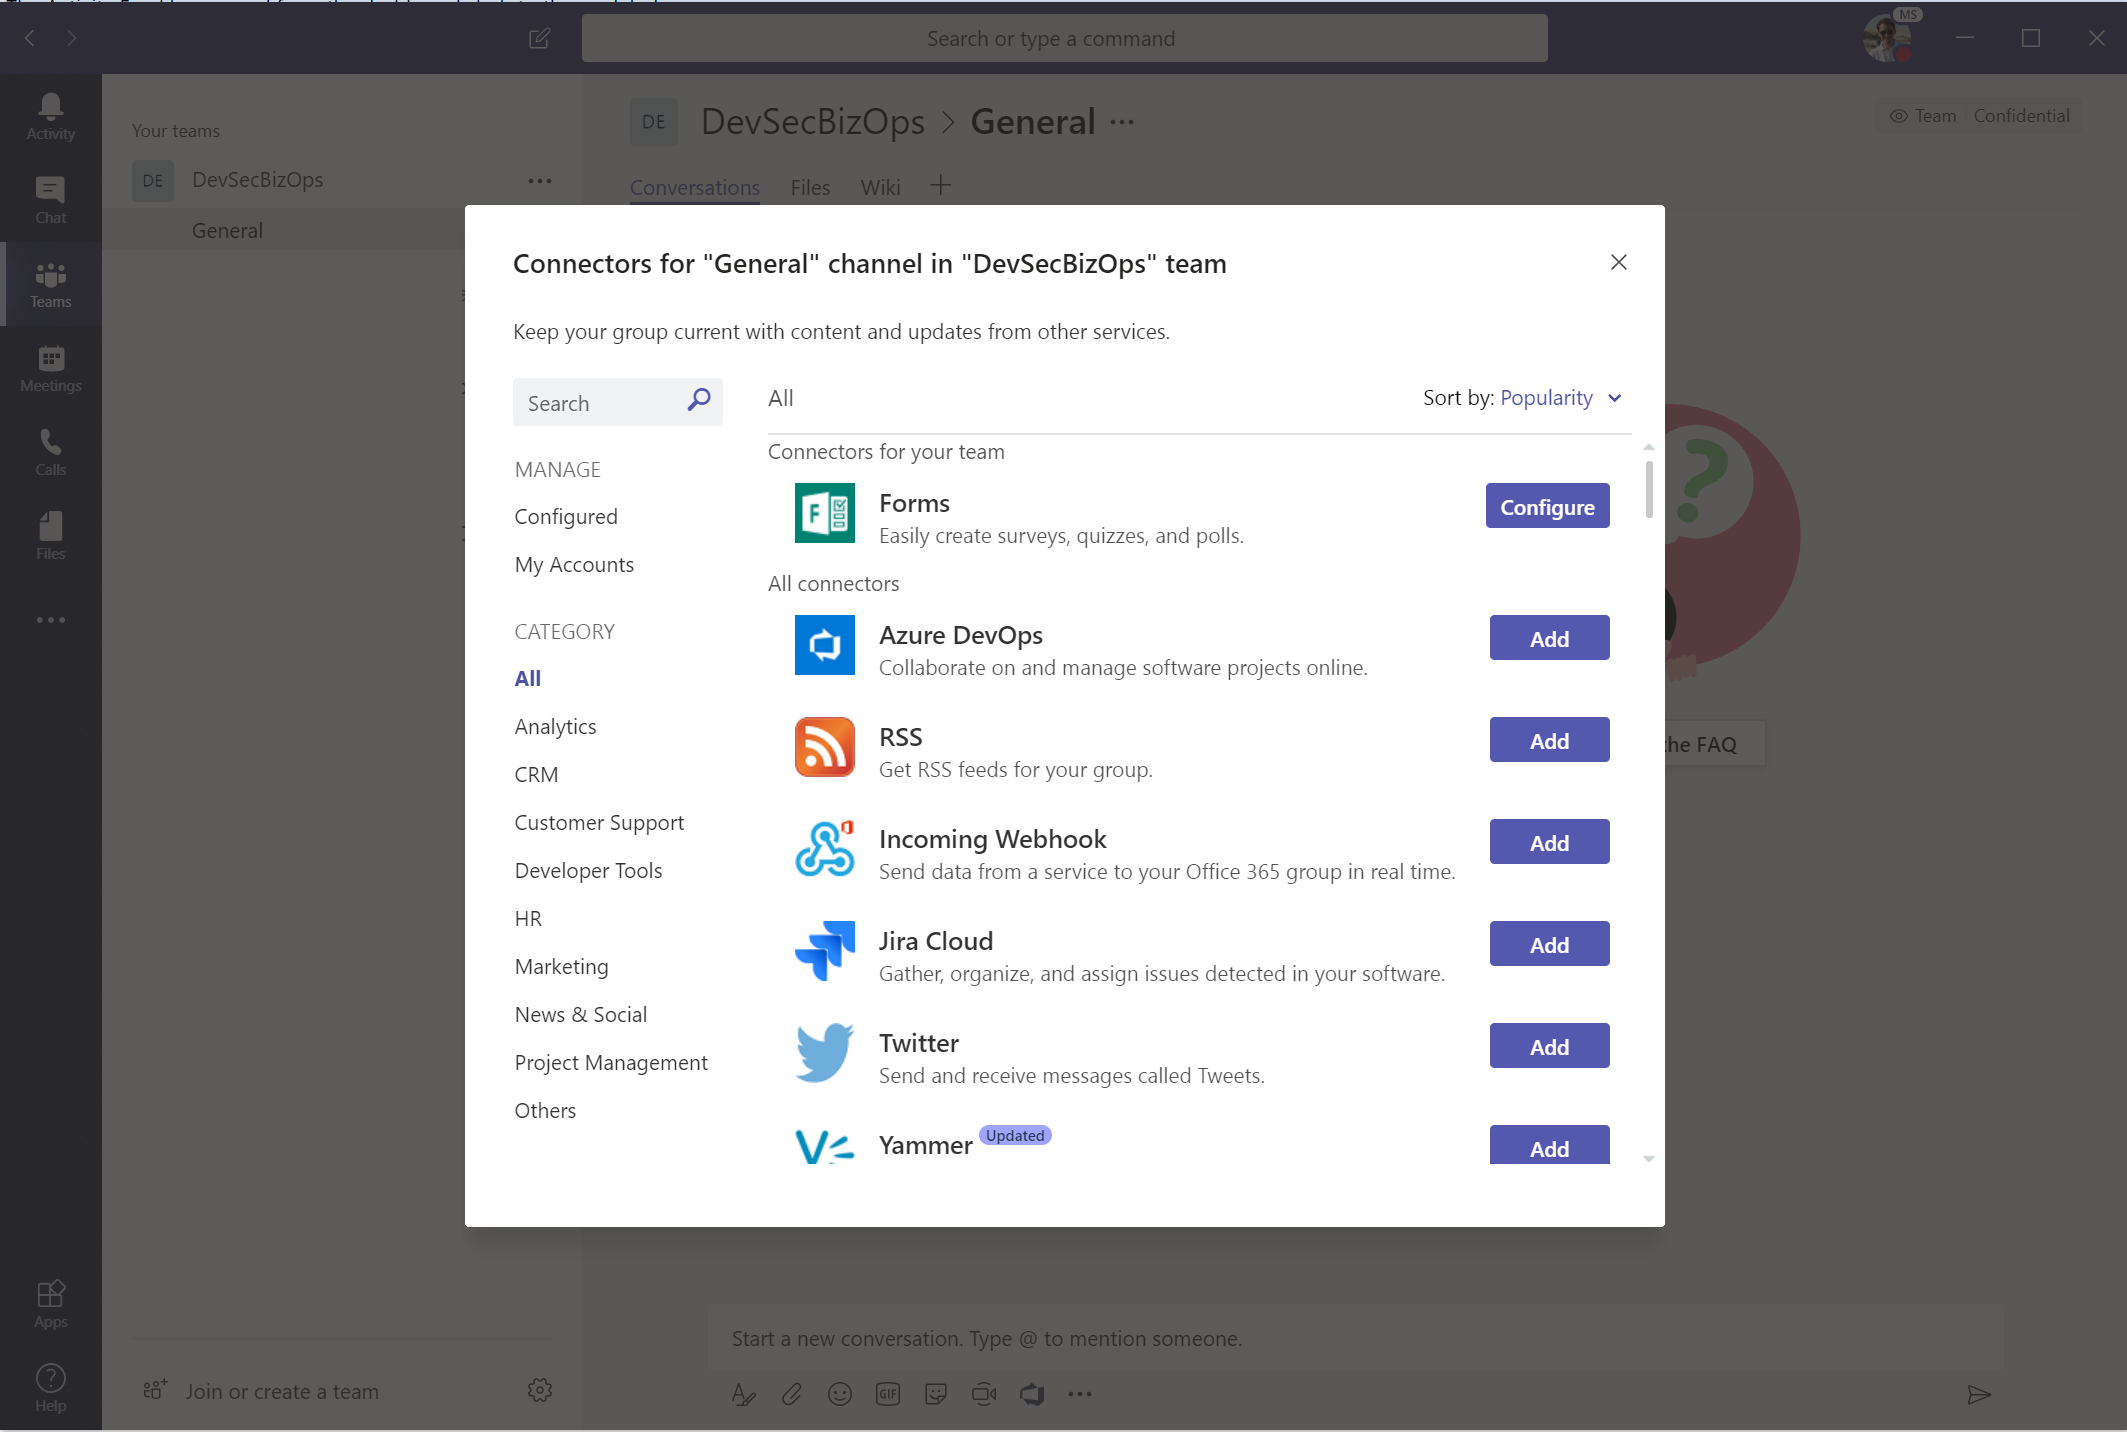 Search or type a command
MS
Activity
Chat
Teams
Meetings
Calls
Files
Apps
Help
Your teams
DE
DevSecBizOps
General
Join or create a team
DE
DevSecBizOps > General
Team
Confidential
Conversations
Files
Wiki
Connectors for "General" channel in "DevSecBizOps" team
Keep your group current with content and updates from other services.
Search
MANAGE
Configured
My Accounts
CATEGORY
All
Analytics
CRM
Customer Support
Developer Tools
HR
Marketing
News & Social
Project Management
Others
All
Sort by: Popularity
Connectors for your team
F
Forms
Easily create surveys, quizzes, and polls.
Configure
All connectors
Azure DevOps
Collaborate on and manage software projects online.
Add
RSS
Get RSS feeds for your group.
Add
Incoming Webhook
Send data from a service to your Office 365 group in real time.
Add
Jira Cloud
Gather, organize, and assign issues detected in your software.
Add
Twitter
Send and receive messages called Tweets.
Add
Yammer
Updated
Add
?
the FAQ
Start a new conversation. Type @ to mention someone.
GIF